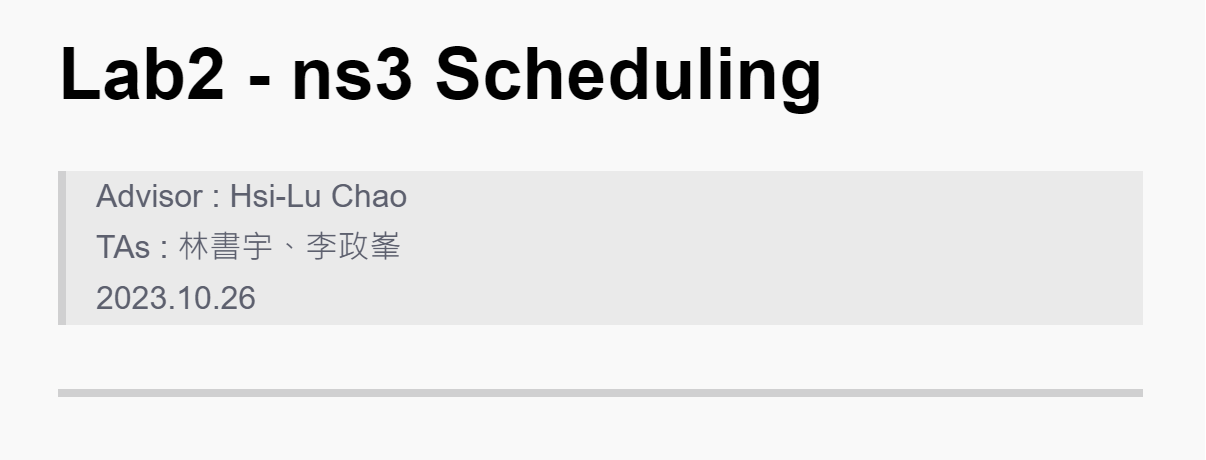 Lab2 - ns3 Scheduling
Advisor : Hsi-Lu Chao
TAs : 林書宇、李政峯
2023.10.26